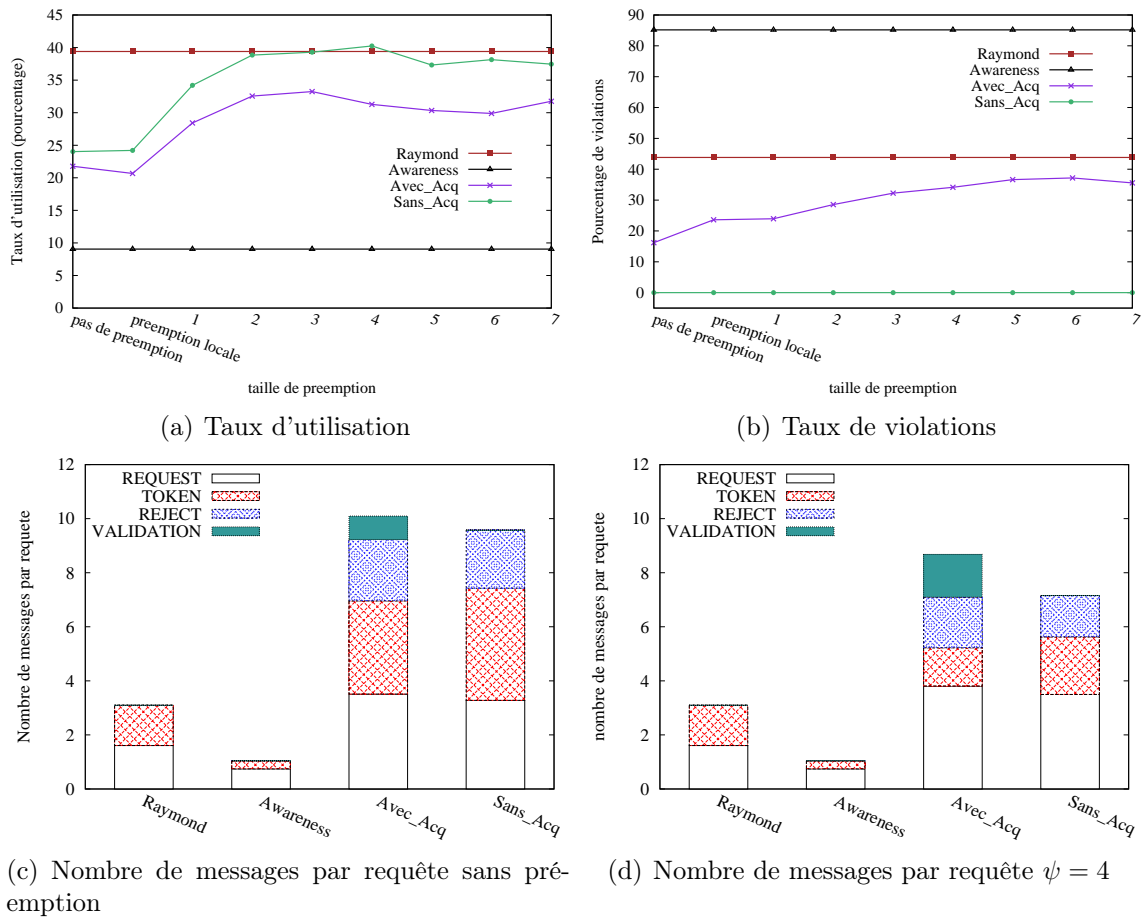 45
40
35
30
25
20
15
10
5
0
Taux d'utilisation (pourcentage)
Raymond
Awareness
Avec_Acq
Sans_Acq
pas de preemption
preemption locale
1
2
3
4
5
6
7
taille de preemption
(a) Taux d'utilisation
90
80
70
60
50
40
30
20
10
0
Pourcentage de violations
Raymond
Awareness
Avec_Acq
Sans_Acq
pas de preemption
preemption locale
1
2
3
4
5
6
7
taille de preemption
(b) Taux de violations
12
10
8
6
4
2
0
Nombre de messages par requete
REQUEST
TOKEN
REJECT
VALIDATION
Raymond
Awareness
Avec_Acq
Sans_Acq
(c) Nombre de messages par requête sans pré-
emption
12
10
8
6
4
2
0
nombre de messages par requete
REQUEST
TOKEN
REJECT
VALIDATION
Raymond
Awareness
Avec_Acq
Sans_Acq
(d) Nombre de messages par requête ψ = 4